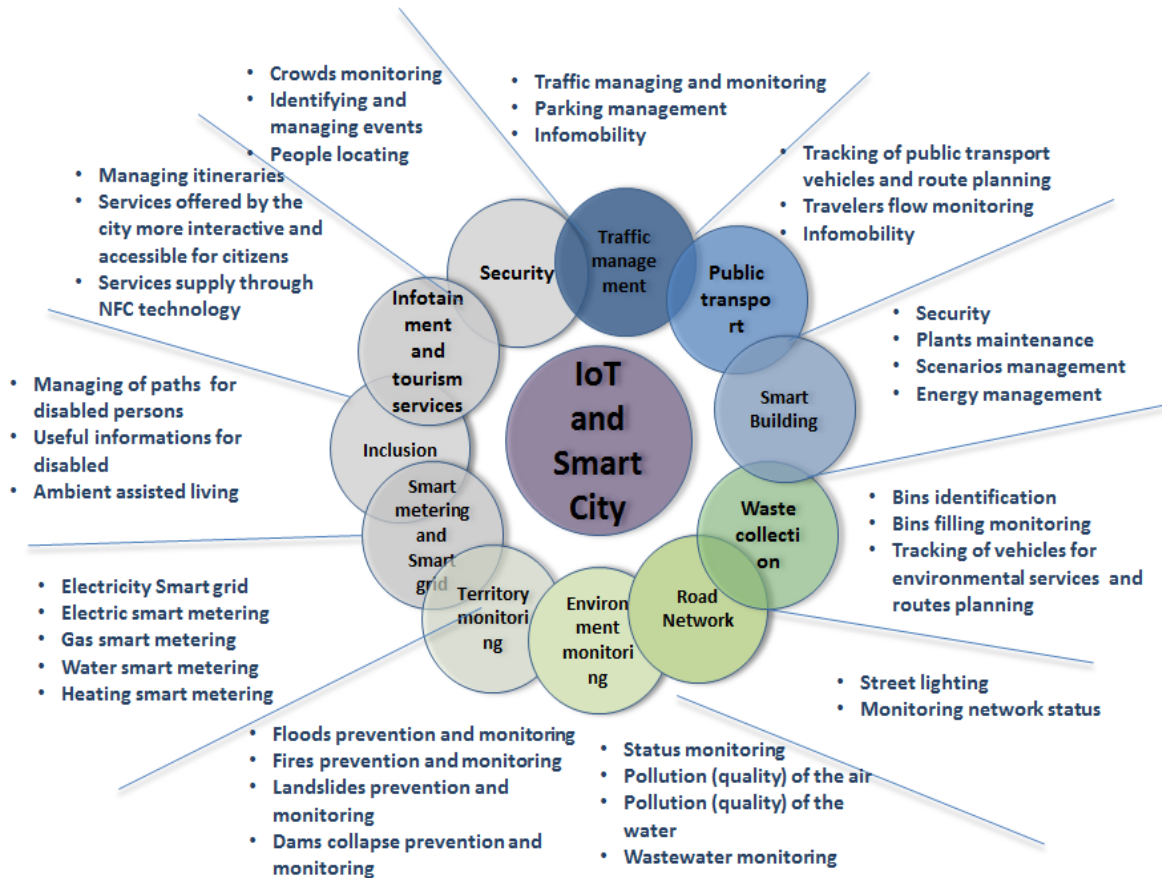 • Crowds monitoring
• Identifying and
managing events
• People locating
• Traffic managing and monitoring
• Parking management
• Infomobility
• Tracking of public transport
vehicles and route planning
• Travelers flow monitoring
• Infomobility
• Managing itineraries
• Services offered by the
city more interactive and
accessible for citizens
• Services supply through
NFC technology
Security
Traffic
manage
ment
Public
transpo
rt
Infotain
ment
and
tourism
services
• Security
• Plants maintenance
• Scenarios management
• Energy management
IoT
and
Smart
City
Smart
Building
• Managing of paths for
disabled persons
• Useful informations for
disabled
• Ambient assisted living
Inclusion
Smart
metering
and
Smart
grid
Waste
collecti
on
• Bins identification
• Bins filling monitoring
• Tracking of vehicles for
environmental services and
routes planning
• Electricity Smart grid
• Electric smart metering
• Gas smart metering
• Water smart metering
• Heating smart metering
Territory
monitori
ng
Environ
ment
monitori
ng
Road
Network
• Street lighting
• Monitoring network status
• Floods prevention and monitoring
• Fires prevention and monitoring
• Landslides prevention and
monitoring
• Dams collapse prevention and
monitoring
• Status monitoring
• Pollution (quality) of the air
• Pollution (quality) of the
water
• Wastewater monitoring